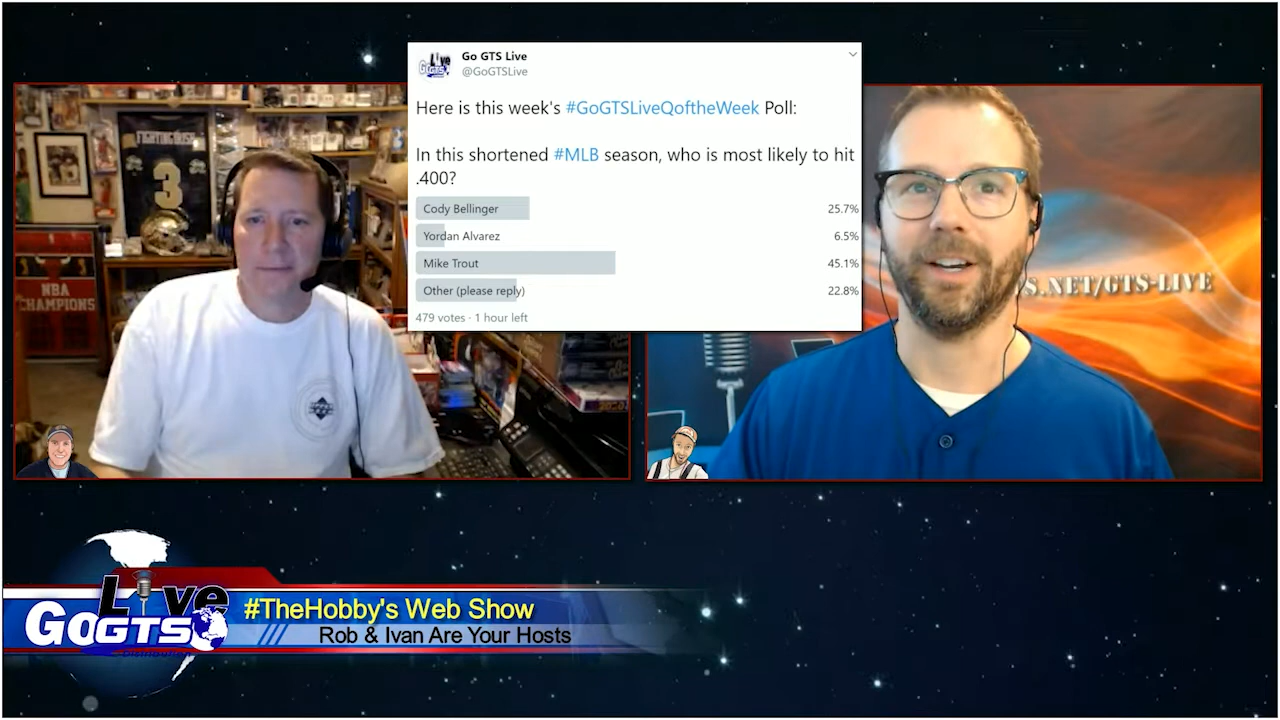 Go GTS Live
@GoGTSLive
Here is this week's #GoGTSLiveQoftheWeek Poll:
In this shortened #MLB season, who is most likely to hit
.400?
Cody Bellinger 25.7%
Yordan Alvarez 6.5%
Mike Trout 45.1%
Other (please reply) 22.8%
479 votes · 1 hour left
FIGHTING IRISH
3
NBA
CHAMPIONS
S.NET/GTS-LIVE
Live
GOGTS
#TheHobby's Web Show
Rob & Ivan Are Your Hosts